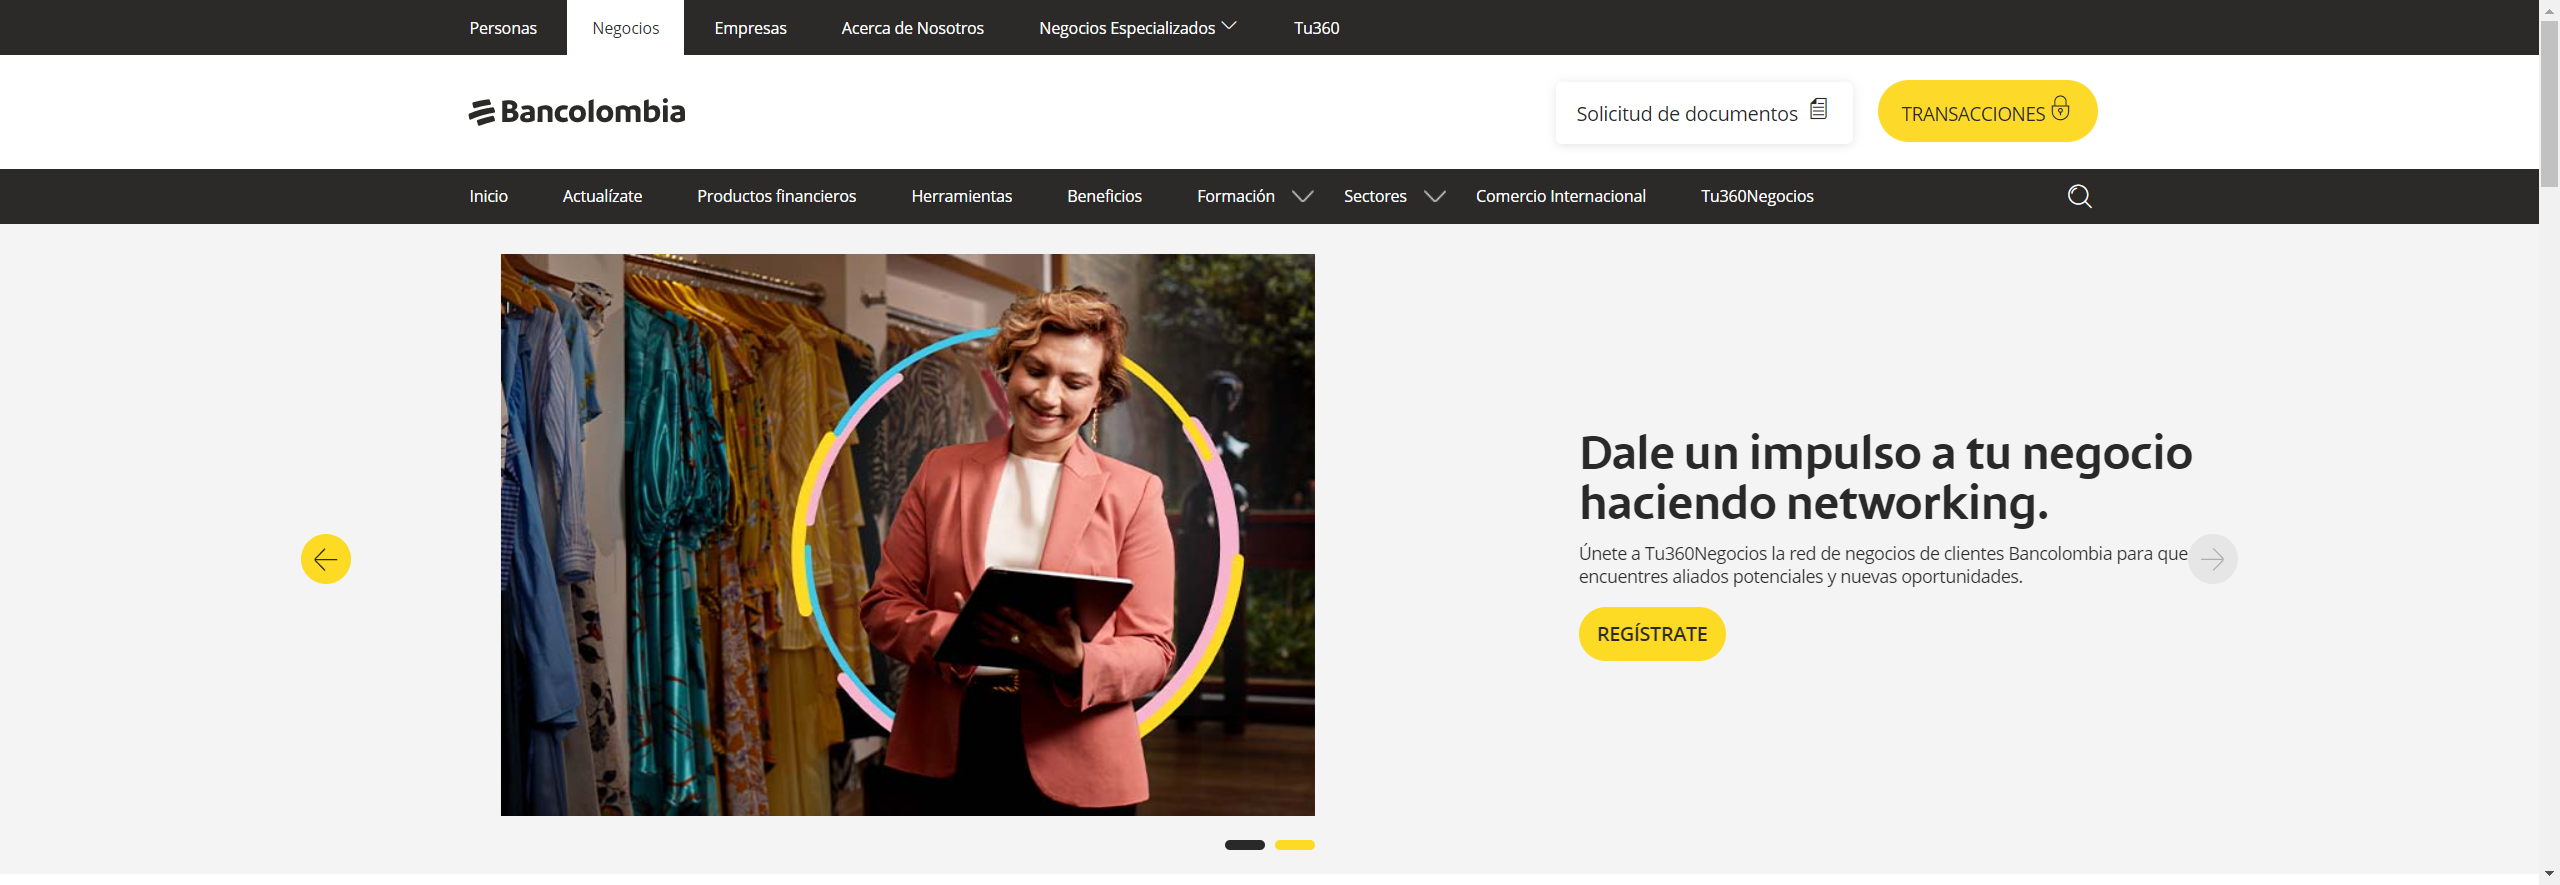 Personas Negocios Empresas Acerca de Nosotros Negocios Especializados Tu360
Bancolombia
Solicitud de documentos
TRANSACCIONES
Inicio Actualízate Productos financieros Herramientas Beneficios Formación Sectores Comercio Internacional Tu360Negocios
Dale un impulso a tu negocio
haciendo networking.
Únete a Tu360Negocios la red de negocios de clientes Bancolombia para que
encuentres aliados potenciales y nuevas oportunidades.
REGÍSTRATE